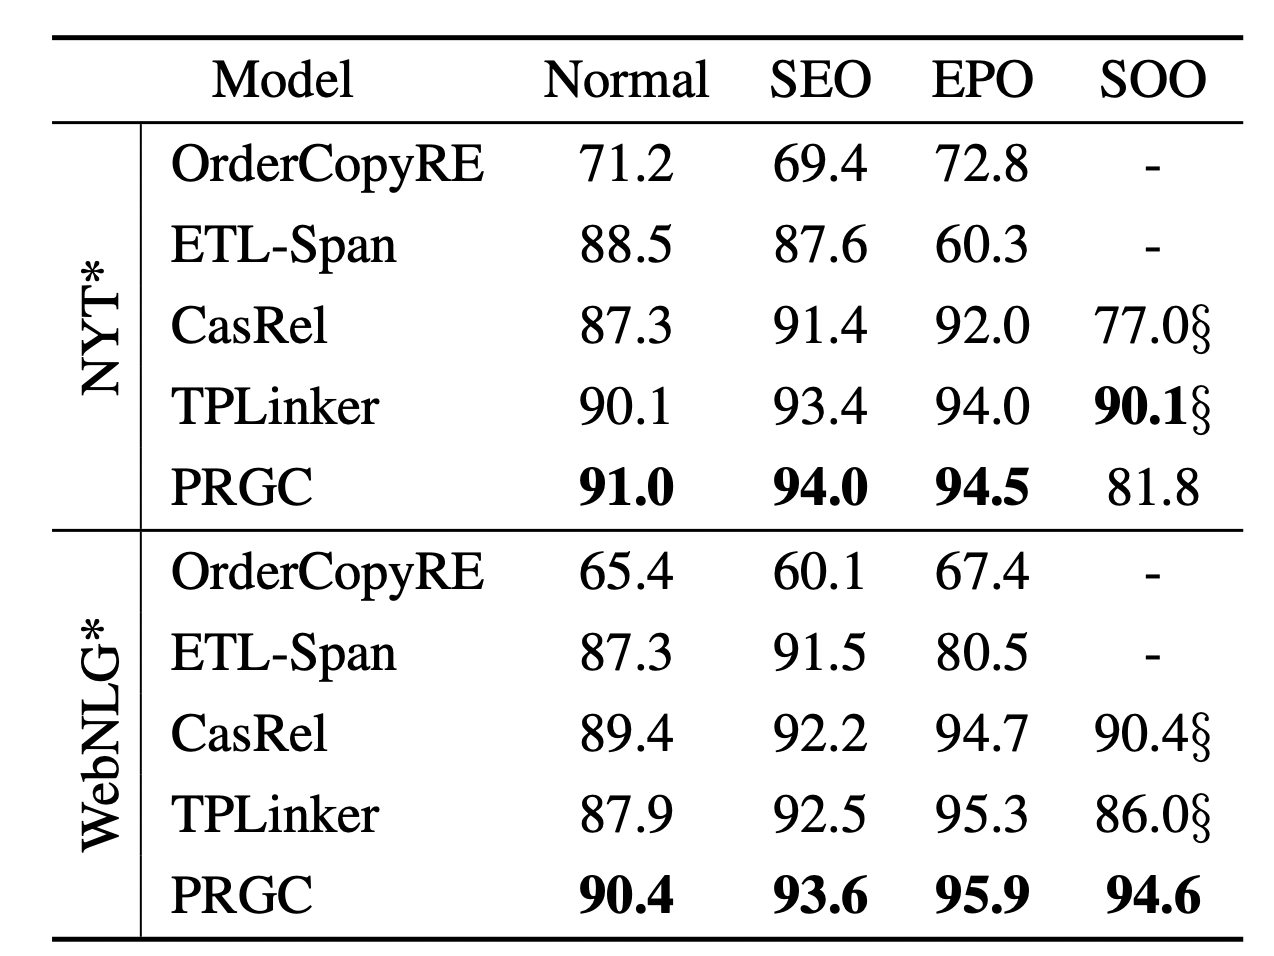 Model Normal SEO EPO SOO
NYT*
OrderCopyRE 71.2 69.4 72.8 -
ETL-Span 88.5 87.6 60.3 -
CasRel 87.3 91.4 92.0 77.0§
TPLinker 90.1 93.4 94.0 90.1§
PRGC 91.0 94.0 94.5 81.8
WebNLG*
OrderCopyRE 65.4 60.1 67.4 -
ETL-Span 87.3 91.5 80.5 -
CasRel 89.4 92.2 94.7 90.4§
TPLinker 87.9 92.5 95.3 86.0§
PRGC 90.4 93.6 95.9 94.6